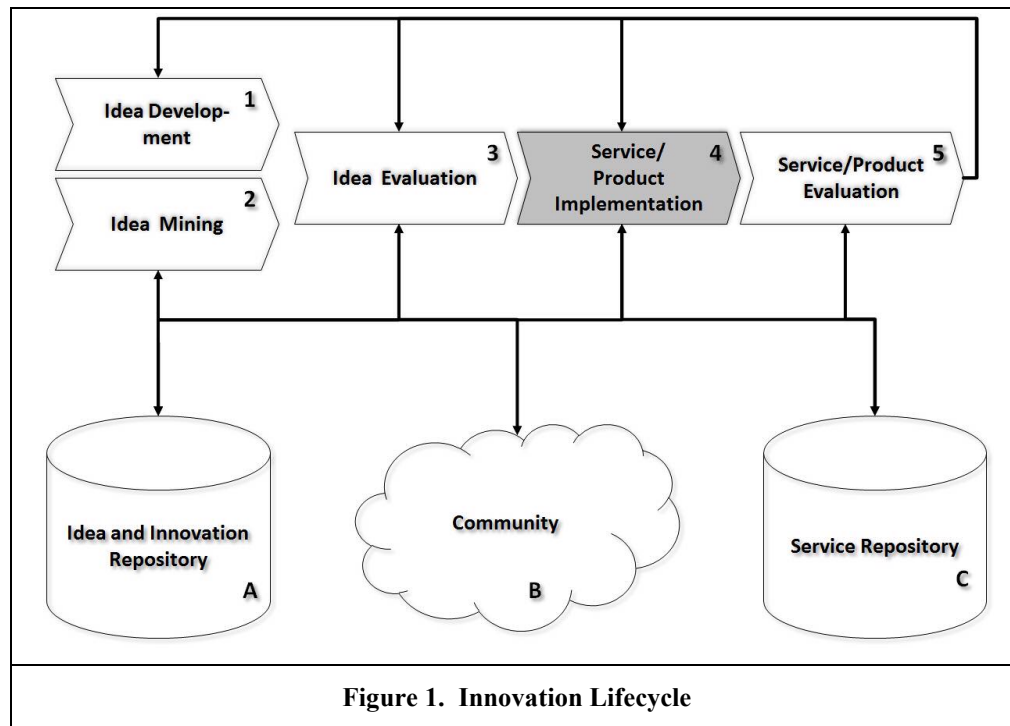 1
Idea Develop-
ment
2
Idea Mining
3
Idea Evaluation
Service/ 4
Product
Implementation
5
Service/Product
Evaluation
Idea and Innovation
Repository
A
Community
B
Service Repository
C
Figure 1. Innovation Lifecycle